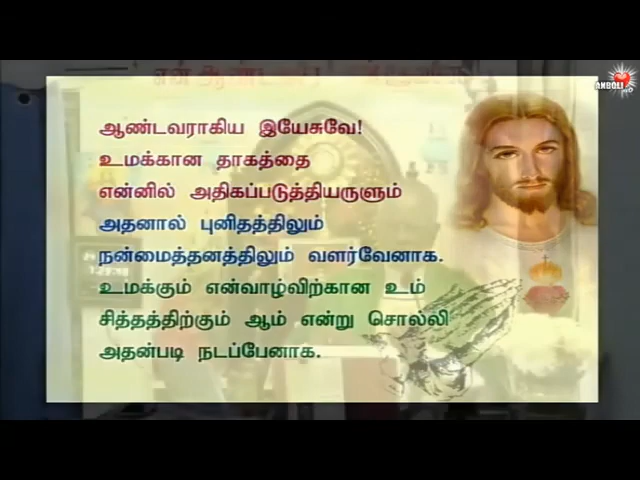 ANBOLI
ஆண்டவராகிய இயேசுவே!
உமக்கான தாகத்தை
என்னில் அதிகப்படுத்தியருளும்
அதனால் புனிதத்திலும்
நன்மைத்தனத்திலும் வளர்வேனாக.
உமக்கும் என்வாழ்விற்கான உம்
சித்தத்திற்கும் ஆம் என்று சொல்லி
அதன்படி நடப்பேனாக.